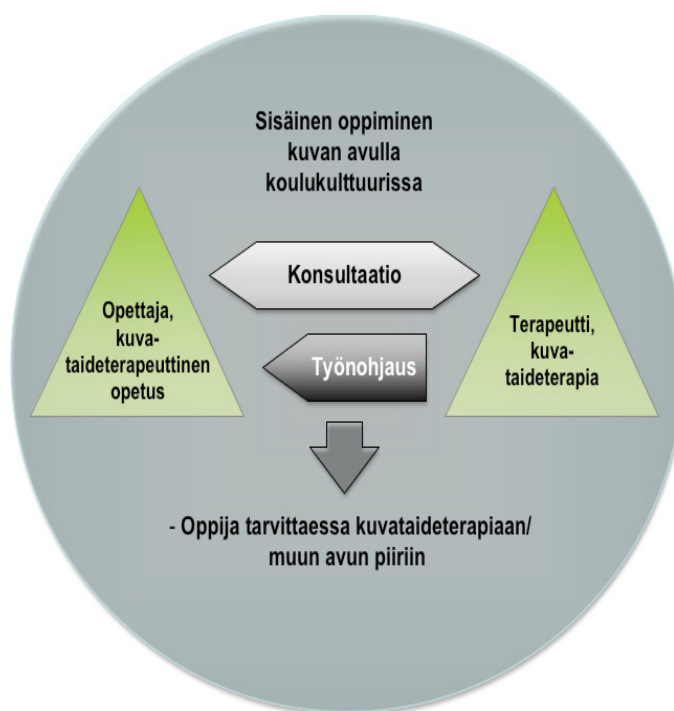 Sisäinen oppiminen
kuvan avulla
koulukulttuurissa
Konsultaatio
Opettaja,
kuva-
taideterapeuttinen
opetus
Työnohjaus
Terapeutti,
kuva-
taideterapia
- Oppija tarvittaessa kuvataideterapiaan/
muun avun piiriin